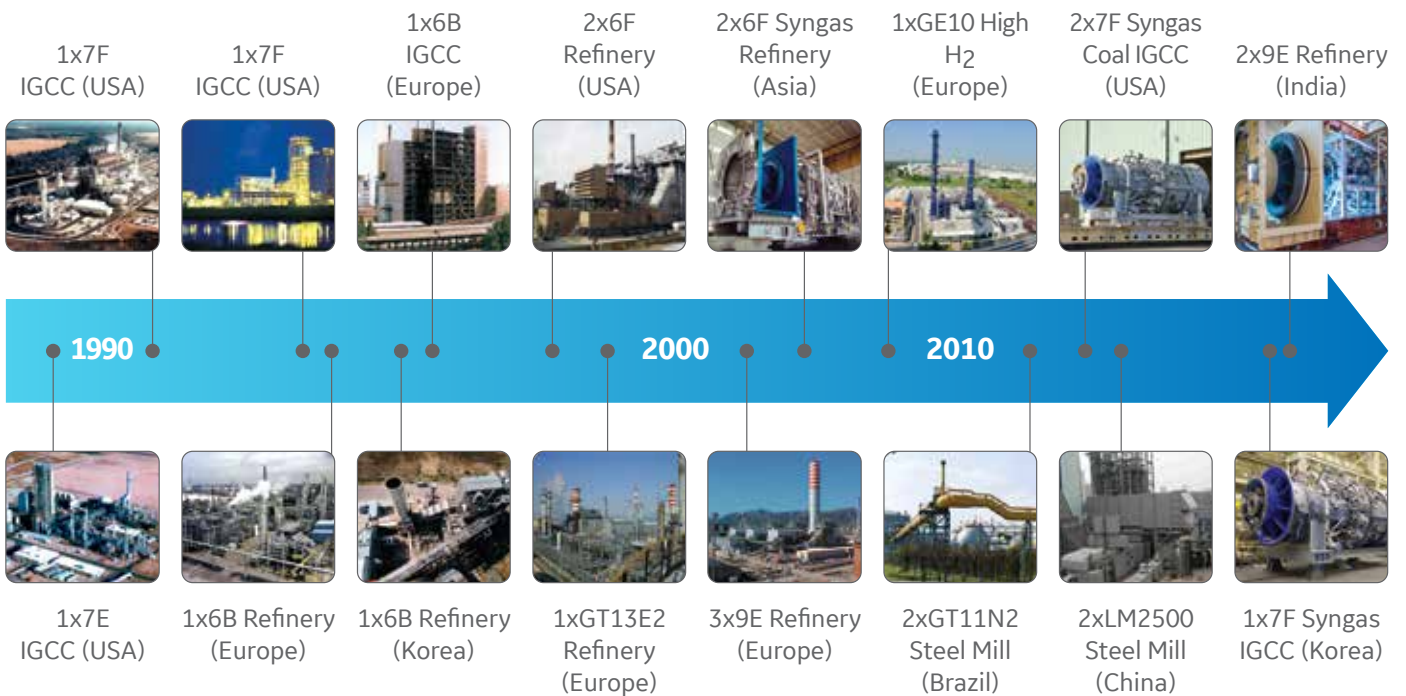 1x7F
IGCC (USA)
1x7F
IGCC (USA)
1x6B
IGCC
(Europe)
2x6F
Refinery
(USA)
2x6F Syngas
Refinery
(Asia)
1xGE10 High
H2
(Europe)
2x7F Syngas
Coal IGCC
(USA)
2x9E Refinery
(India)
1990
2000
2010
1x7E
IGCC (USA)
1x6B Refinery
(Europe)
1x6B Refinery
(Korea)
1xGT13E2
Refinery
(Europe)
3x9E Refinery
(Europe)
2xGT11N2
Steel Mill
(Brazil)
2xLM2500
Steel Mill
(China)
1x7F Syngas
IGCC (Korea)